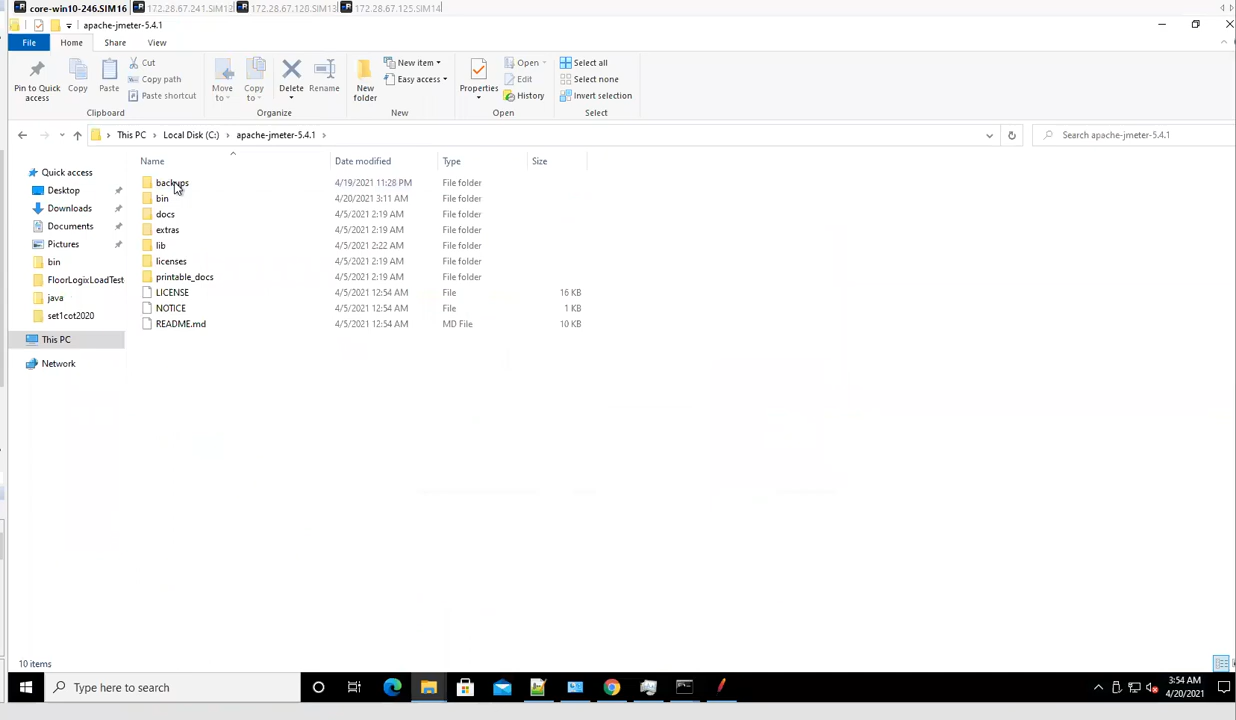 core-win10-246.SIM16 172.28.67.241.SIM12 172.28.67.120.SIM13 172.28.67.125.SIM14
apache-jmeter-5.4.1
File Home Share View
Pin to Quick access
Copy
Paste
Cut
Copy path
Paste shortcut
Clipboard
Move to
Copy to
Delete
Rename
Organize
New folder
New item
Easy access
New
Properties
Open
Edit
History
Open
Select all
Select none
Invert selection
Select
This PC > Local Disk (C:) > apache-jmeter-5.4.1 >
Search apache-jmeter-5.4.1
Quick access
Desktop
Downloads
Documents
Pictures
bin
FloorLogixLoadTest
java
set1cot2020
This PC
Network
Name Date modified Type Size
backups 4/19/2021 11:28 PM File folder
bin 4/20/2021 3:11 AM File folder
docs 4/5/2021 2:19 AM File folder
extras 4/5/2021 2:19 AM File folder
lib 4/5/2021 2:22 AM File folder
licenses 4/5/2021 2:19 AM File folder
printable_docs 4/5/2021 2:19 AM File folder
LICENSE 4/5/2021 12:54 AM File 16 KB
NOTICE 4/5/2021 12:54 AM File 1 KB
README.md 4/5/2021 12:54 AM MD File 10 KB
10 items
Type here to search
3:54 AM
4/20/2021